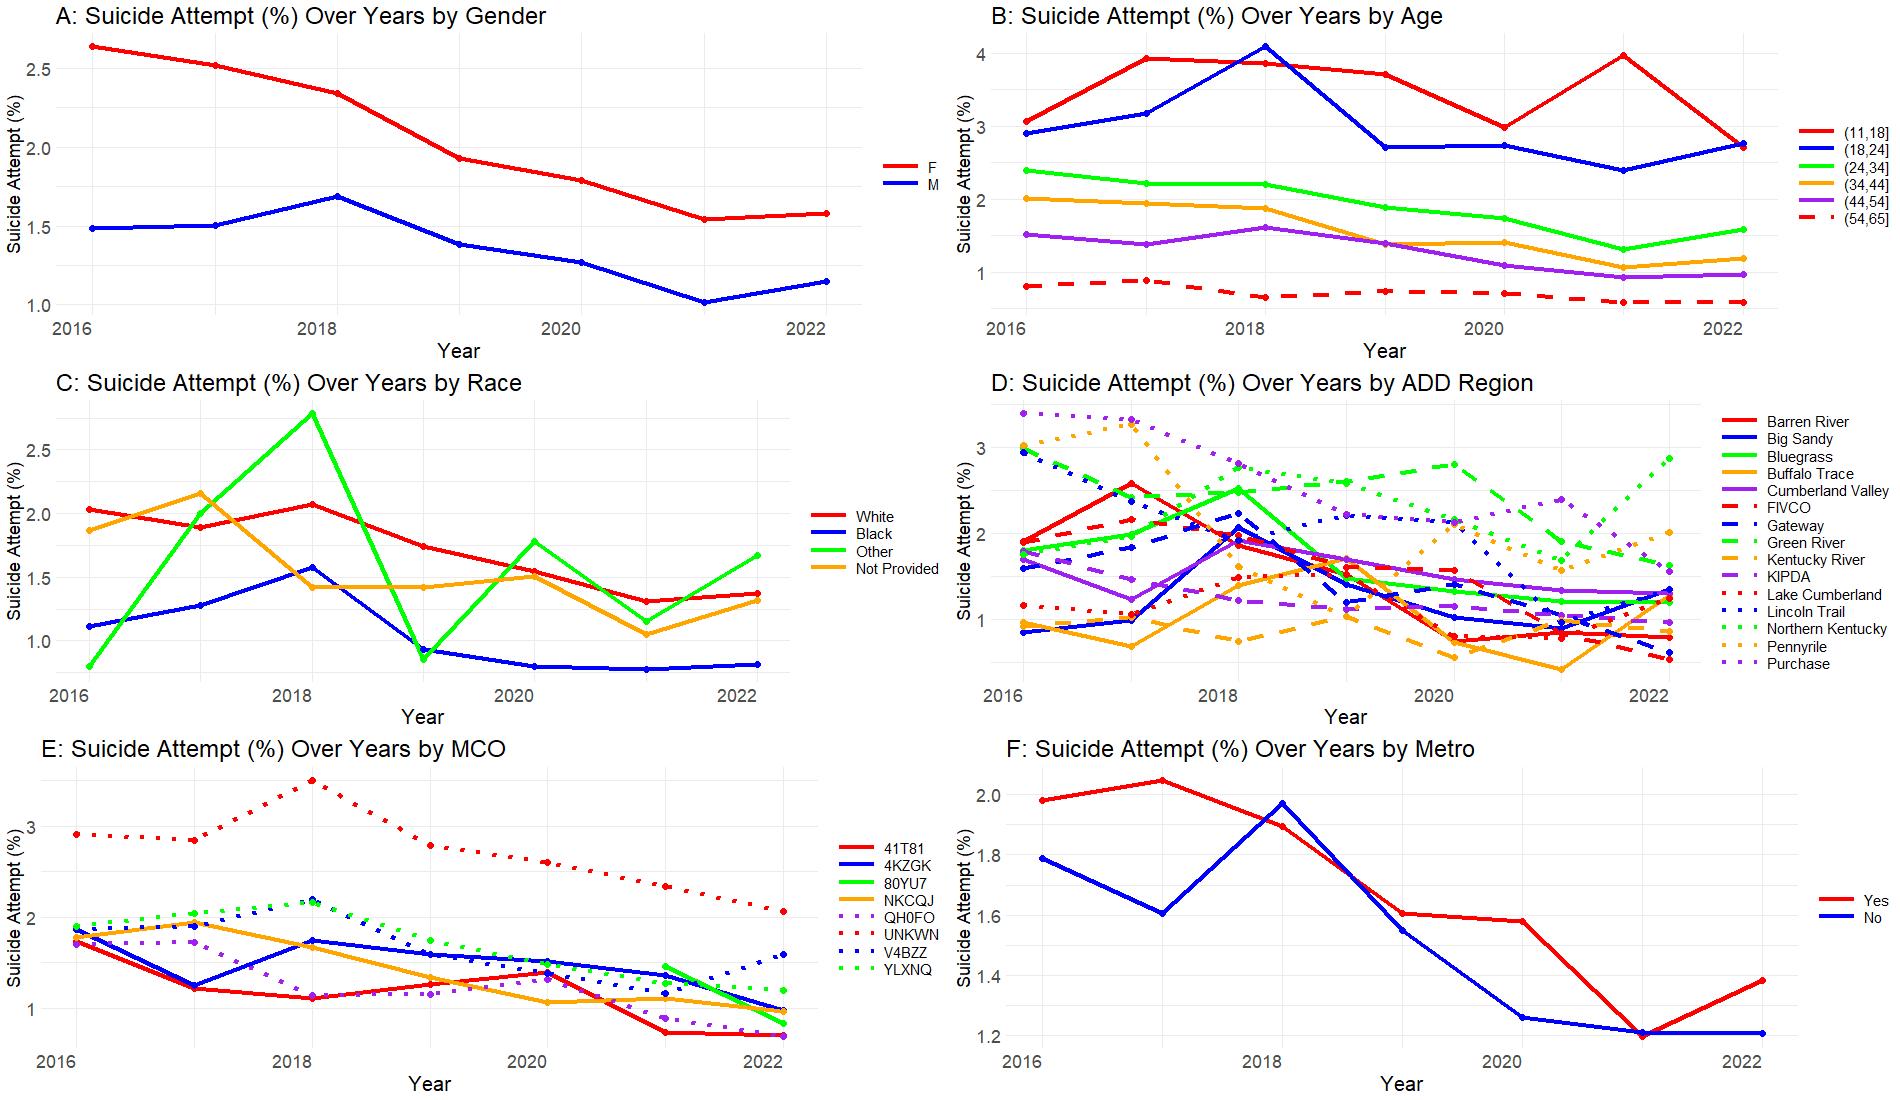 A: Suicide Attempt (%) Over Years by Gender
Suicide Attempt (%)
2.5
2.0
1.5
1.0
2016
2018
2020
2022
Year
F
M
B: Suicide Attempt (%) Over Years by Age
Suicide Attempt (%)
4
3
2
1
2016
2018
2020
2022
Year
(11,18]
(18,24]
(24,34]
(34,44]
(44,54]
(54,65]
C: Suicide Attempt (%) Over Years by Race
Suicide Attempt (%)
2.5
2.0
1.5
1.0
2016
2018
2020
2022
Year
White
Black
Other
Not Provided
D: Suicide Attempt (%) Over Years by ADD Region
Suicide Attempt (%)
3
2
1
2016
2018
2020
2022
Year
Barren River
Big Sandy
Bluegrass
Buffalo Trace
Cumberland Valley
FIVCO
Gateway
Green River
Kentucky River
KIPDA
Lake Cumberland
Lincoln Trail
Northern Kentucky
Pennyrile
Purchase
E: Suicide Attempt (%) Over Years by MCO
Suicide Attempt (%)
3
2
1
2016
2018
2020
2022
Year
41T81
4KZGK
80YU7
NKCQJ
QH0FO
UNKWN
V4BZZ
YLXNQ
F: Suicide Attempt (%) Over Years by Metro
Suicide Attempt (%)
2.0
1.8
1.6
1.4
1.2
2016
2018
2020
2022
Year
Yes
No